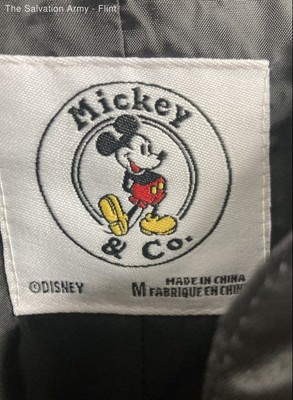 The Salvation Army - Flint
Mickey
& Co.
©DISNEY
M
MADE IN CHINA
FABRIQUE EN CHIN